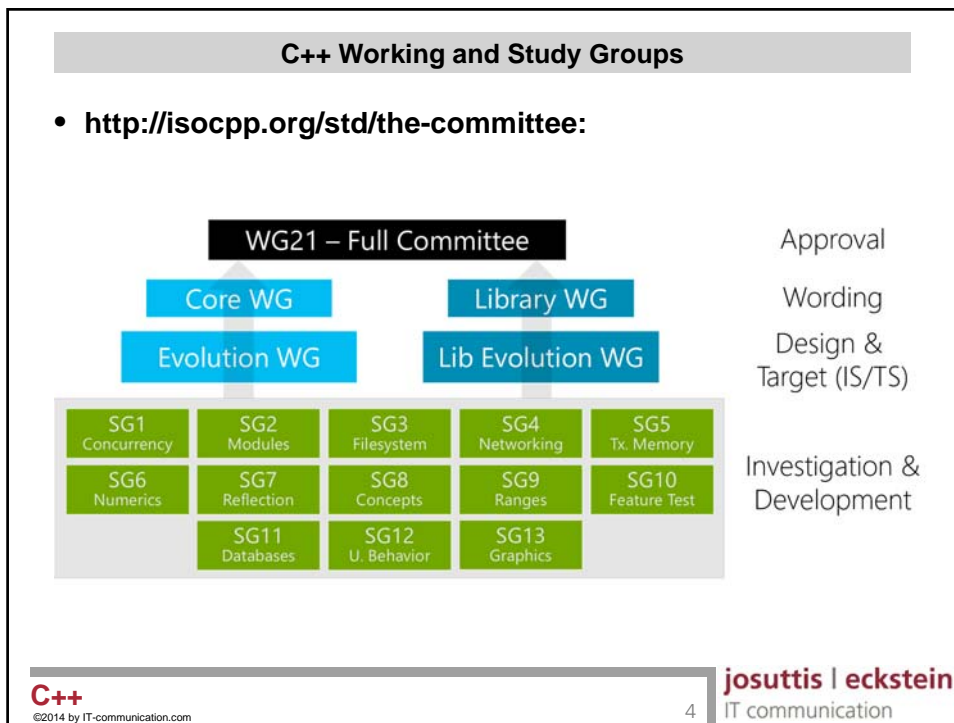 C++ Working and Study Groups
• http://isocpp.org/std/the-committee:
WG21 – Full Committee
Approval
Core WG
Library WG
Wording
Evolution WG
Lib Evolution WG
Design &
Target (IS/TS)
SG1
Concurrency
SG2
Modules
SG3
Filesystem
SG4
Networking
SG5
Tx. Memory
SG6
Numerics
SG7
Reflection
SG8
Concepts
SG9
Ranges
SG10
Feature Test
SG11
Databases
SG12
U. Behavior
SG13
Graphics
Investigation &
Development
C++
©2014 by IT-communication.com
4
josuttis | eckstein
IT communication